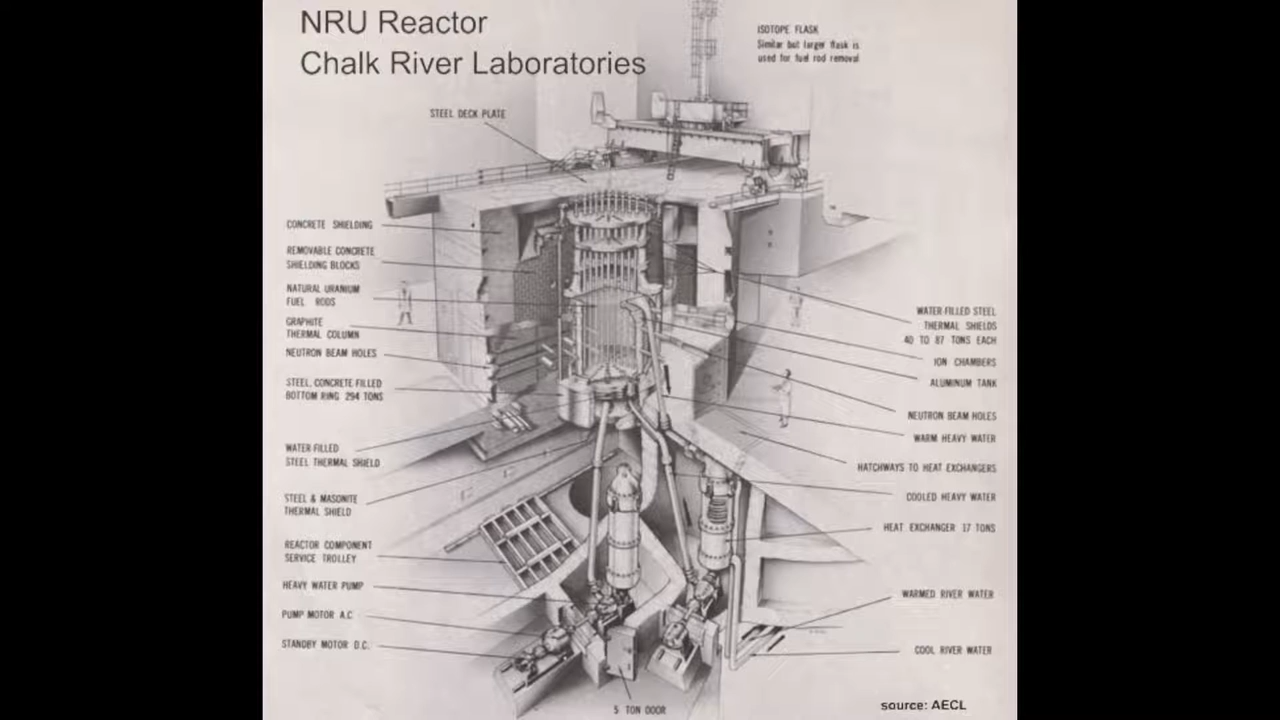 NRU Reactor
Chalk River Laboratories
ISOTOPE FLASK
Similar but larger flask is
used for fuel rod removal
STEEL DECK PLATE
CONCRETE SHIELDING
REMOVABLE CONCRETE
SHIELDING BLOCKS
NATURAL URANIUM
FUEL RODS
GRAPHITE
THERMAL COLUMN
NEUTRON BEAM HOLES
STEEL, CONCRETE FILLED
BOTTOM RING 294 TONS
WATER-FILLED
STEEL THERMAL SHIELD
STEEL & MASONITE
THERMAL SHIELD
REACTOR COMPONENT
SERVICE TROLLEY
HEAVY WATER PUMP
PUMP MOTOR A.C.
STANDBY MOTOR D.C.
5 TON DOOR
WATER-FILLED STEEL
THERMAL SHIELDS
40 TO 87 TONS EACH
ION CHAMBERS
ALUMINUM TANK
NEUTRON BEAM HOLES
WARM HEAVY WATER
HATCHWAYS TO HEAT EXCHANGERS
COOLED HEAVY WATER
HEAT EXCHANGER 17 TONS
WARMED RIVER WATER
COOL RIVER WATER
source: AECL